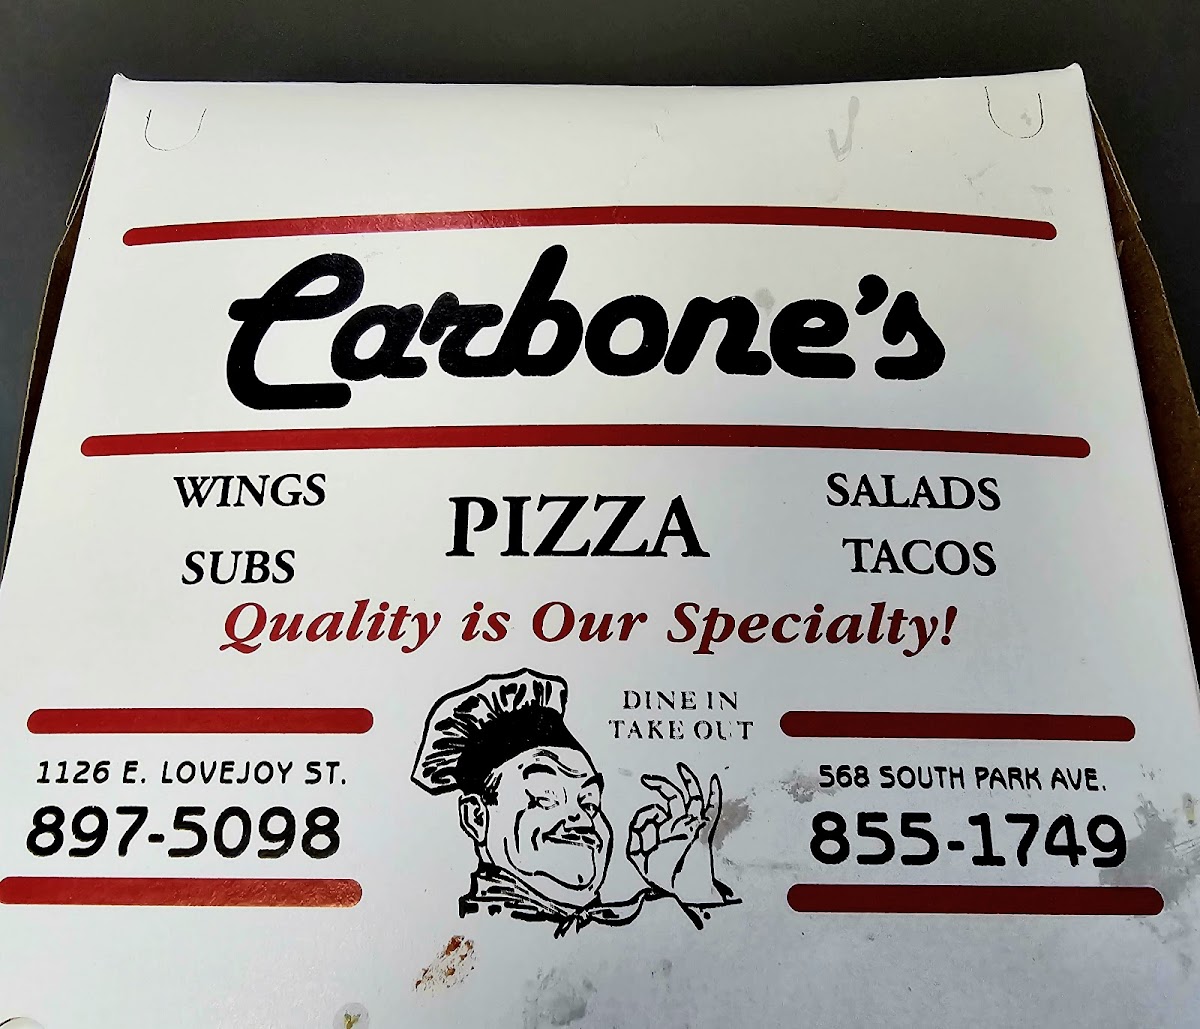 Carbone's
WINGS
SUBS
PIZZA
SALADS
TACOS
Quality is Our Specialty!
DINE IN
TAKE OUT
1126 E. LOVEJOY ST.
897-5098
568 SOUTH PARK AVE.
855-1749